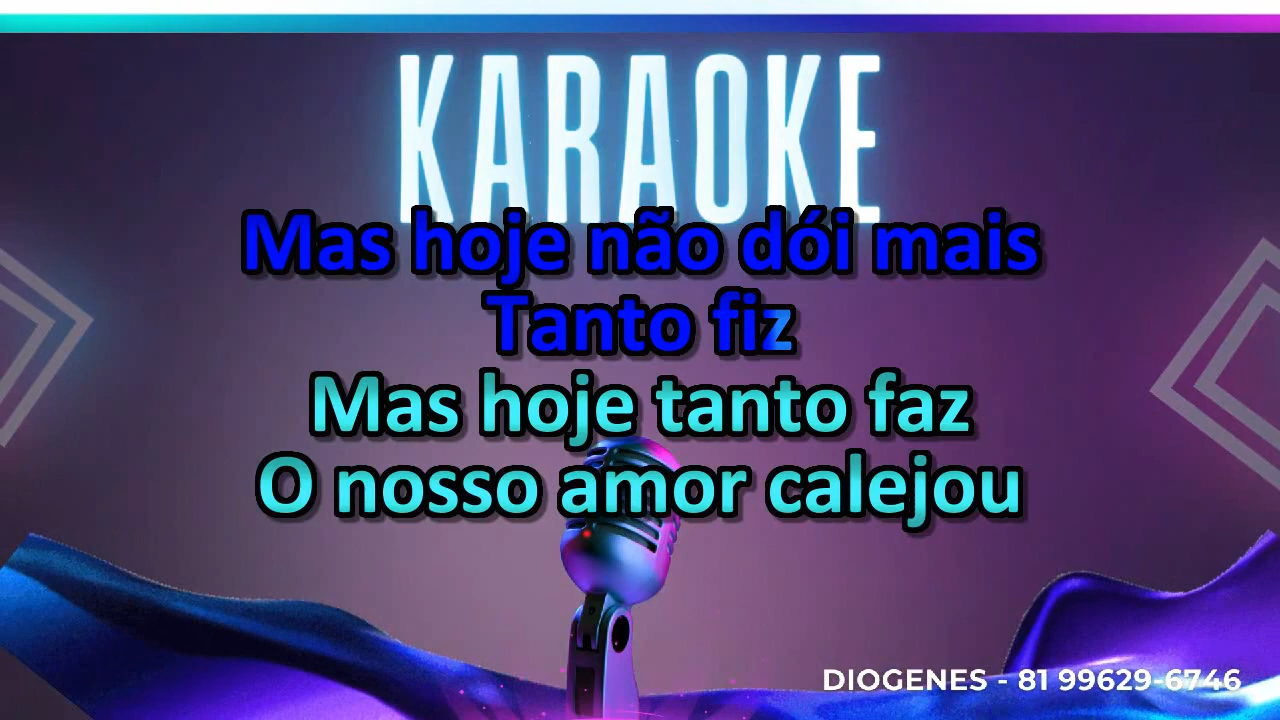 KARAOKE
Mas hoje não dói mais
Tanto fiz
Mas hoje tanto faz
O nosso amor calejou
DIOGENES - 81 99629-6746